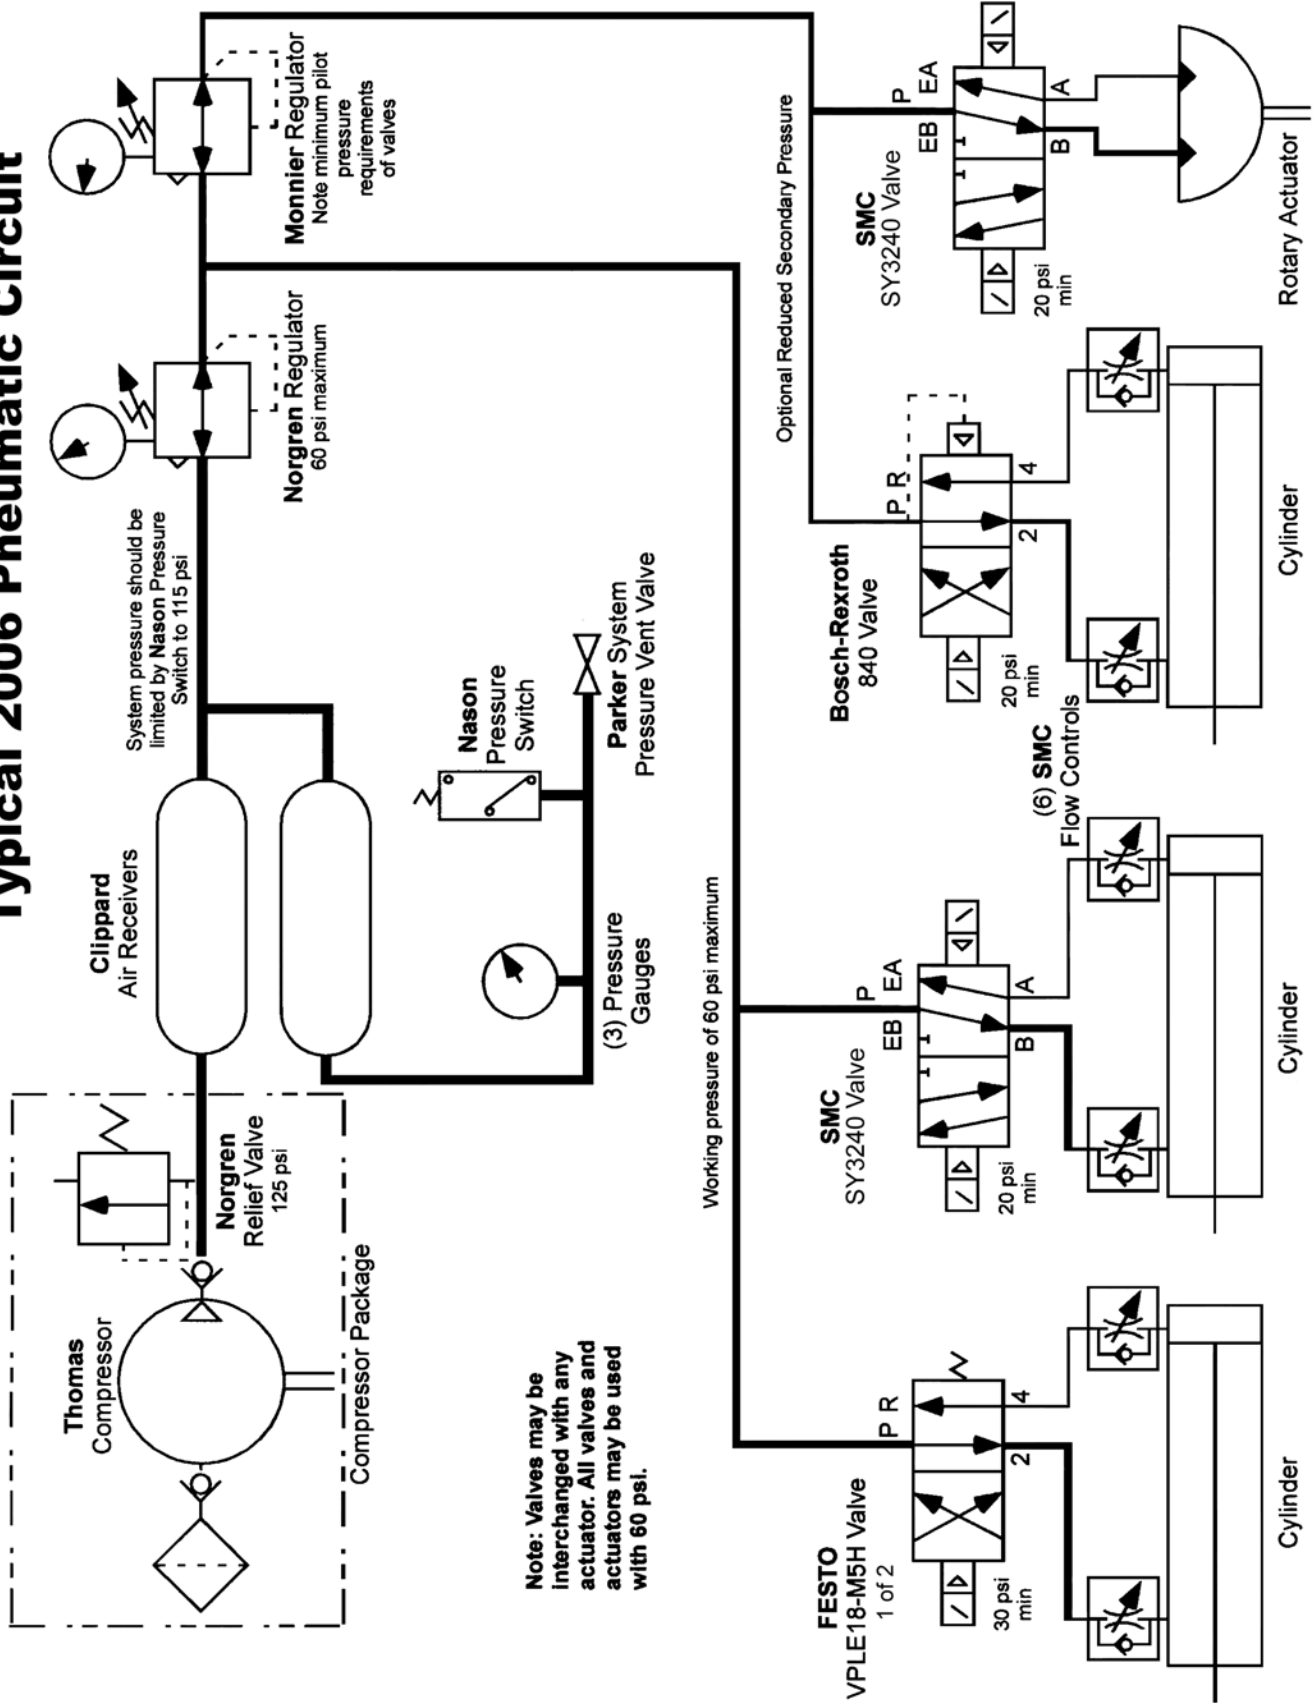 Typical 2006 Pneumatic Circuit
Thomas
Compressor
Compressor Package
Norgren
Relief Valve
125 psi
Clippard
Air Receivers
System pressure should be
limited by Nason Pressure
Switch to 115 psi
Norgren Regulator
60 psi maximum
Monnier Regulator
Note minimum pilot
pressure
requirements
of valves
(3) Pressure
Gauges
Nason
Pressure
Switch
Parker System
Pressure Vent Valve
Note: Valves may be
interchanged with any
actuator. All valves and
actuators may be used
with 60 psi.
Working pressure of 60 psi maximum
Optional Reduced Secondary Pressure
FESTO
VPLE18-M5H Valve
1 of 2
P R
30 psi
min
2 4
Cylinder
SMC
SY3240 Valve
P
EB EA
20 psi
min
B A
Cylinder
(6) SMC
Flow Controls
Bosch-Rexroth
840 Valve
P R
20 psi
min
2 4
Cylinder
SMC
SY3240 Valve
P
EB EA
20 psi
min
B A
Rotary Actuator